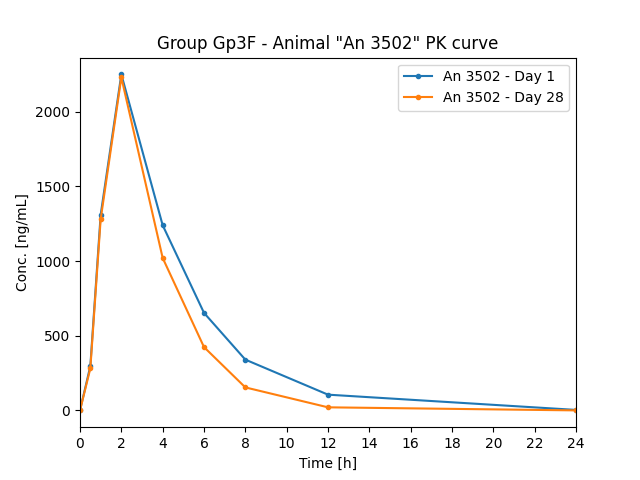 Group Gp3F - Animal "An 3502" PK curve
An 3502 - Day 1
An 3502 - Day 28
Conc. [ng/mL]
2000
1500
1000
500
0
0 2 4 6 8 10 12 14 16 18 20 22 24
Time [h]